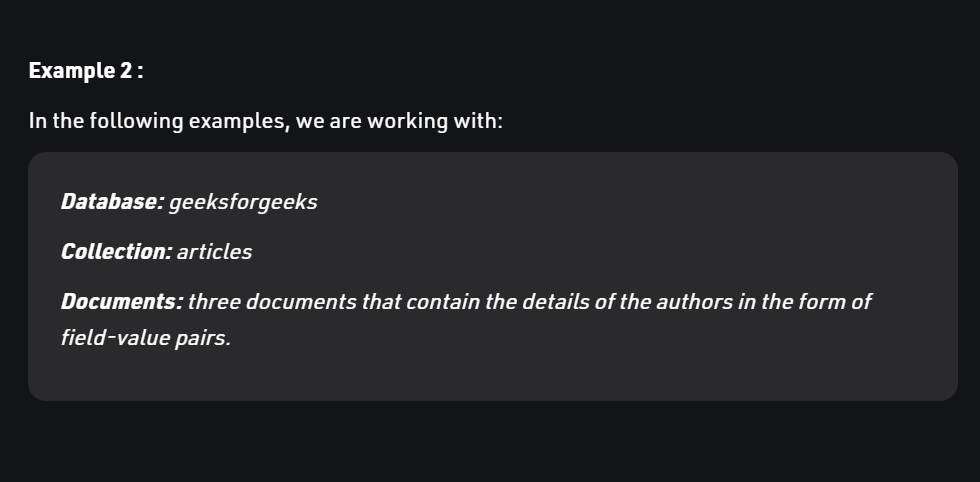 Example 2 :
In the following examples, we are working with:
Database: geeksforgeeks
Collection: articles
Documents: three documents that contain the details of the authors in the form of
field-value pairs.